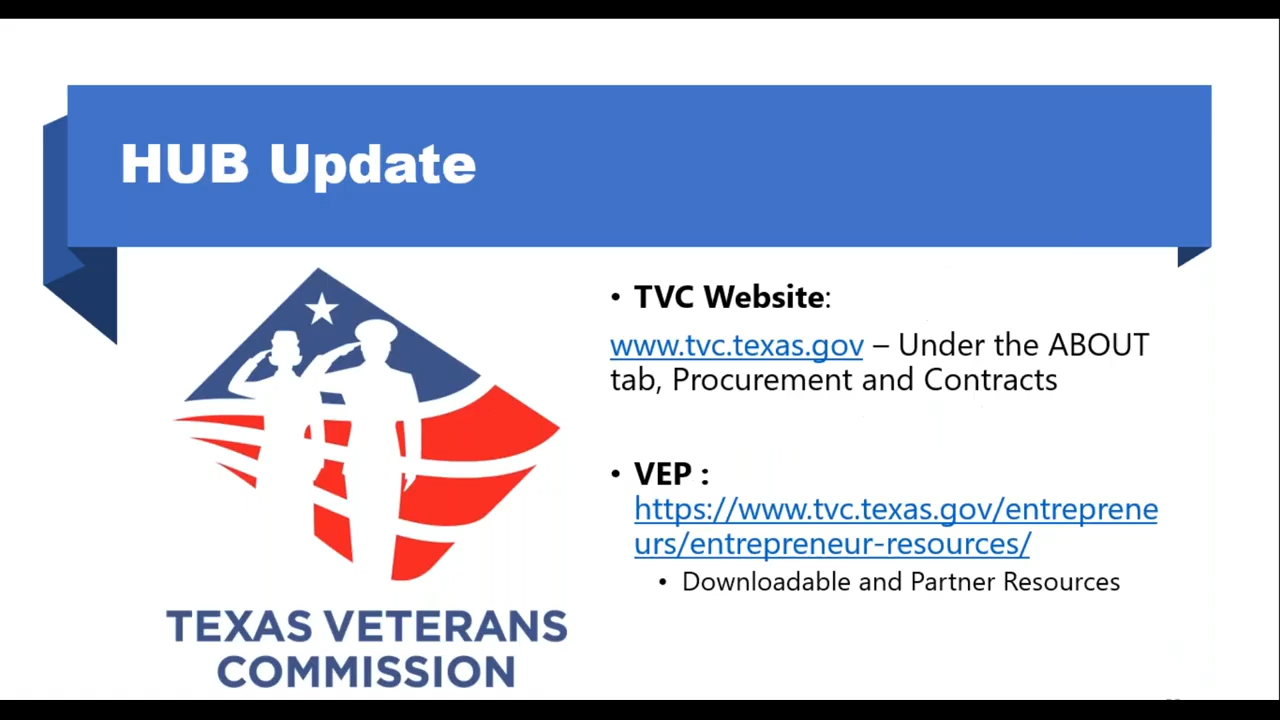 HUB Update
• TVC Website:
www.tvc.texas.gov – Under the ABOUT
tab, Procurement and Contracts
• VEP :
https://www.tvc.texas.gov/entreprene
urs/entrepreneur-resources/
• Downloadable and Partner Resources
TEXAS VETERANS
COMMISSION